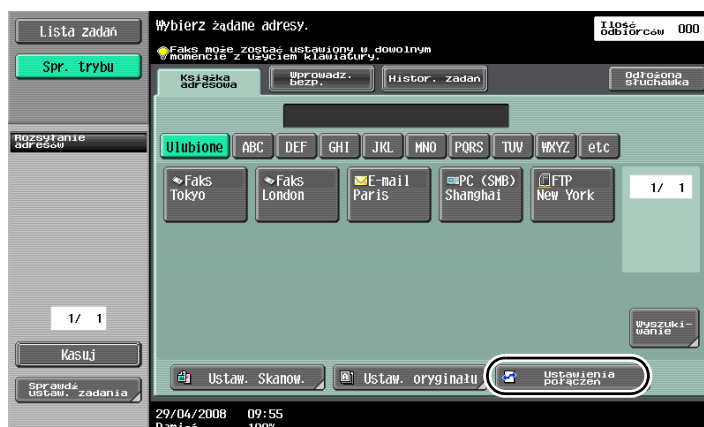 Lista zadań
Spr. trybu
Rozsyłanie
adresów
1/ 1
Kasuj
Sprawdź
ustaw. zadania
Wybierz żądane adresy.
Faks może zostać ustawiony w dowolnym
momencie z użyciem klawiatury.
Ilość
odbiorców 000
Książka
adresowa
Wprowadz.
bezp.
Histor. zadań
Odłożona
słuchawka
Ulubione ABC DEF GHI JKL MNO PQRS TUV WXYZ etc
Faks
Tokyo
Faks
London
E-mail
Paris
PC (SMB)
Shanghai
FTP
New York
1/ 1
Wyszuki-
wanie
Ustaw. Skanow.
Ustaw. oryginału
Ustawienia
połączeń
29/04/2008 09:55
Pamięć 100%